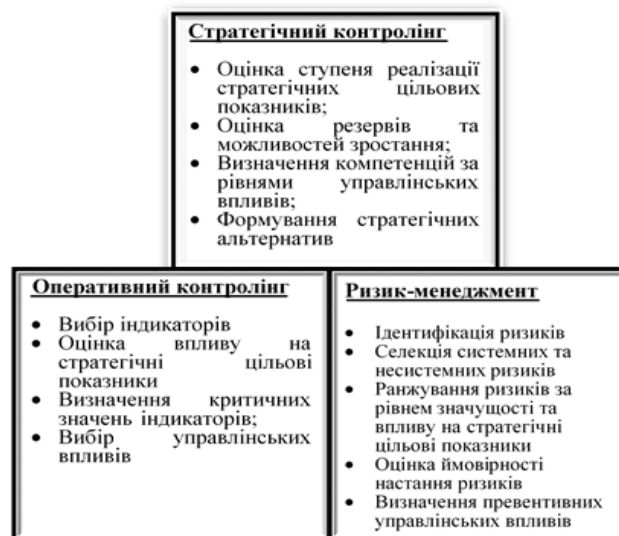 Стратегічний контролінг
• Оцінка ступеня реалізації
стратегічних цільових
показників;
• Оцінка резервів та
можливостей зростання;
• Визначення компетенцій за
рівнями управлінських
впливів;
• Формування стратегічних
альтернатив
Оперативний контролінг
• Вибір індикаторів
• Оцінка впливу на
стратегічні цільові
показники
• Визначення критичних
значень індикаторів;
• Вибір управлінських
впливів
Ризик-менеджмент
• Ідентифікація ризиків
• Селекція системних та
несистемних ризиків
• Ранжування ризиків за
рівнем значущості та
впливу на стратегічні
цільові показники
• Оцінка ймовірності
настання ризиків
• Визначення превентивних
управлінських впливів